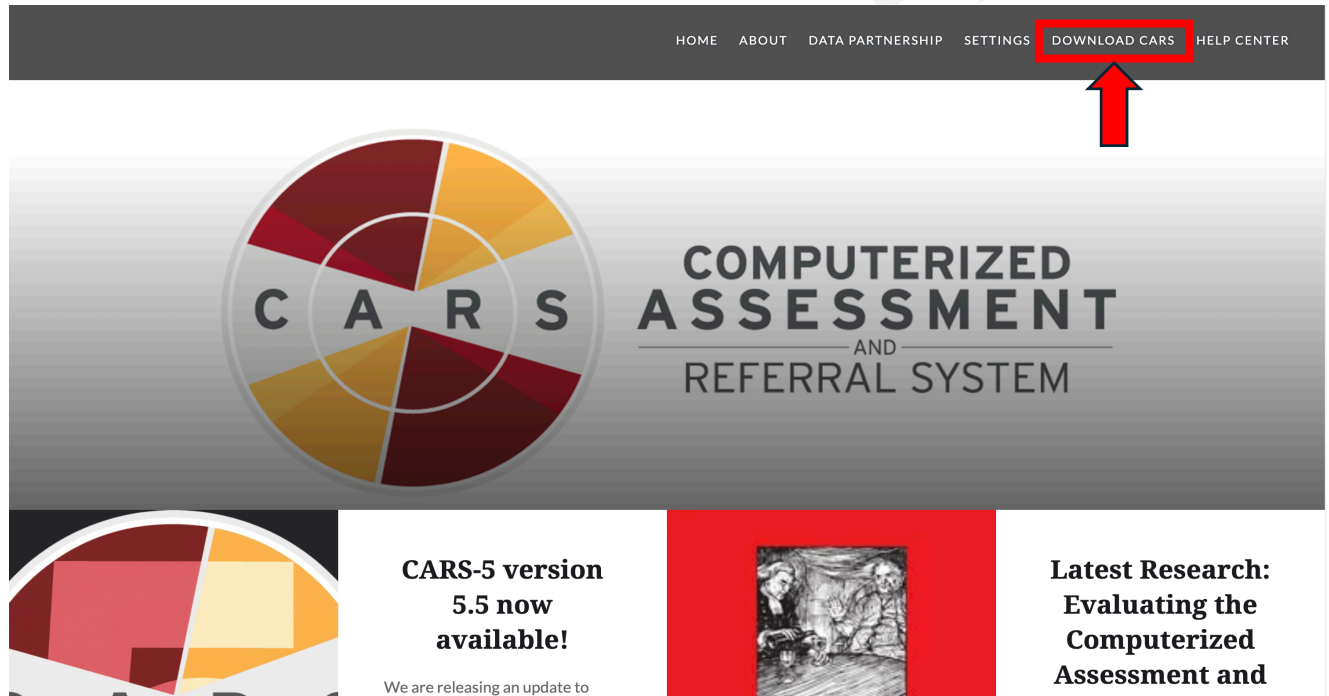 HOME ABOUT DATA PARTNERSHIP SETTINGS DOWNLOAD CARS HELP CENTER
C A R S
COMPUTERIZED
ASSESSMENT
AND
REFERRAL SYSTEM
CARS-5 version
5.5 now
available!
We are releasing an update to
Latest Research:
Evaluating the
Computerized
Assessment and